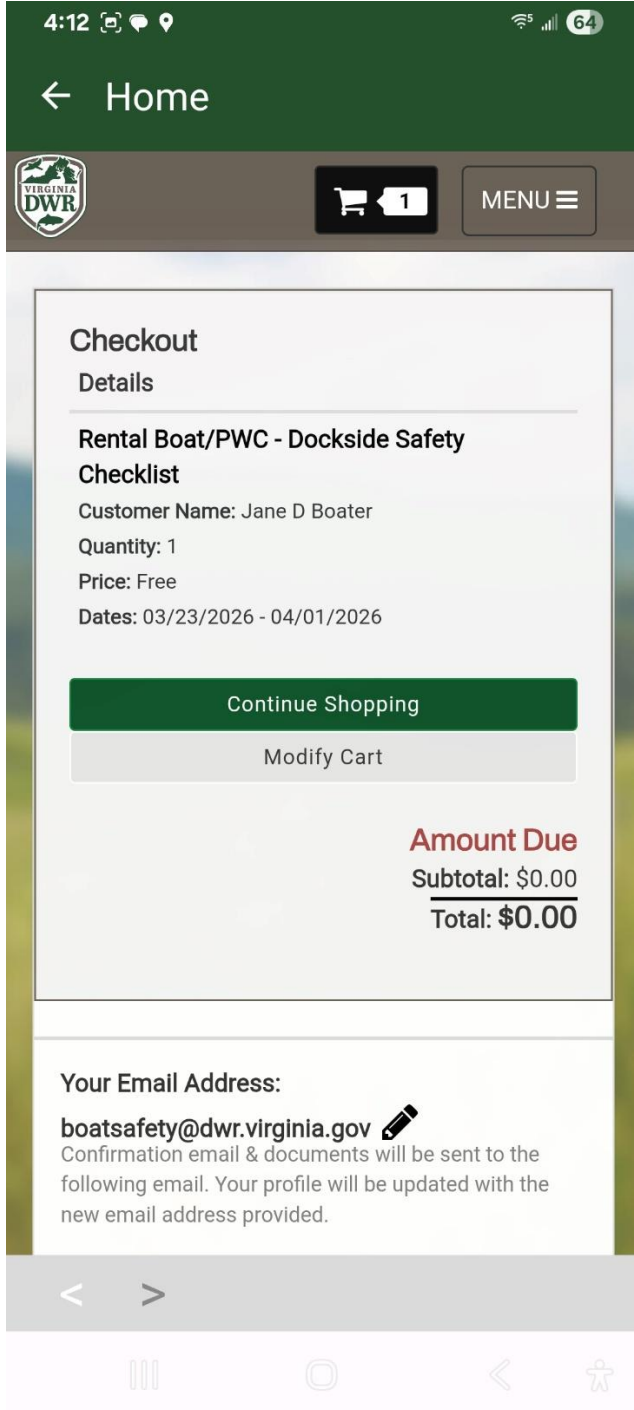 4:12 64
← Home
VIRGINIA
DWR
1 MENU
Checkout
Details
Rental Boat/PWC - Dockside Safety
Checklist
Customer Name: Jane D Boater
Quantity: 1
Price: Free
Dates: 03/23/2026 - 04/01/2026
Continue Shopping
Modify Cart
Amount Due
Subtotal: $0.00
Total: $0.00
Your Email Address:
boatsafety@dwr.virginia.gov
Confirmation email & documents will be sent to the
following email. Your profile will be updated with the
new email address provided.
< >